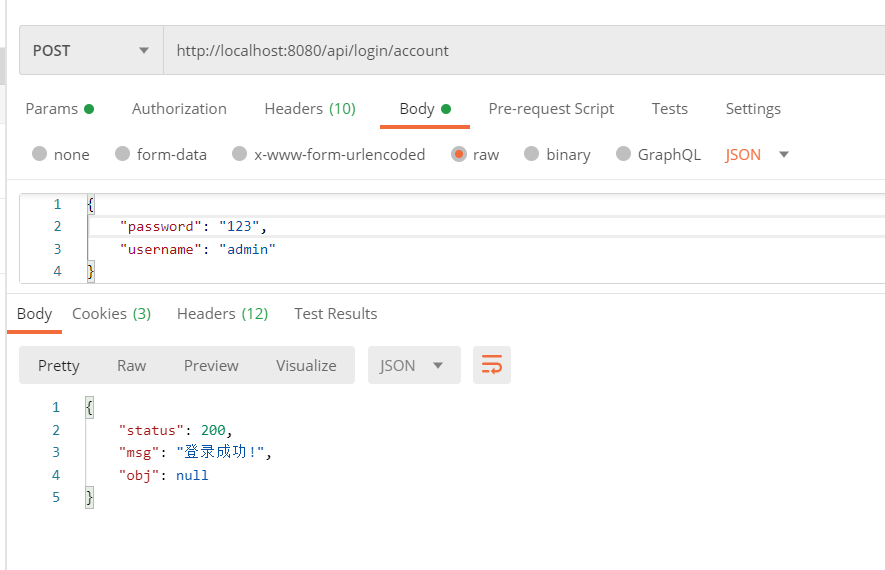 POST http://localhost:8080/api/login/account
Params Authorization Headers (10) Body Pre-request Script Tests Settings
none form-data x-www-form-urlencoded raw binary GraphQL JSON
1 {
2 "password": "123",
3 "username": "admin"
4 }
Body Cookies (3) Headers (12) Test Results
Pretty Raw Preview Visualize JSON
1 {
2 "status": 200,
3 "msg": "登录成功!",
4 "obj": null
5 }